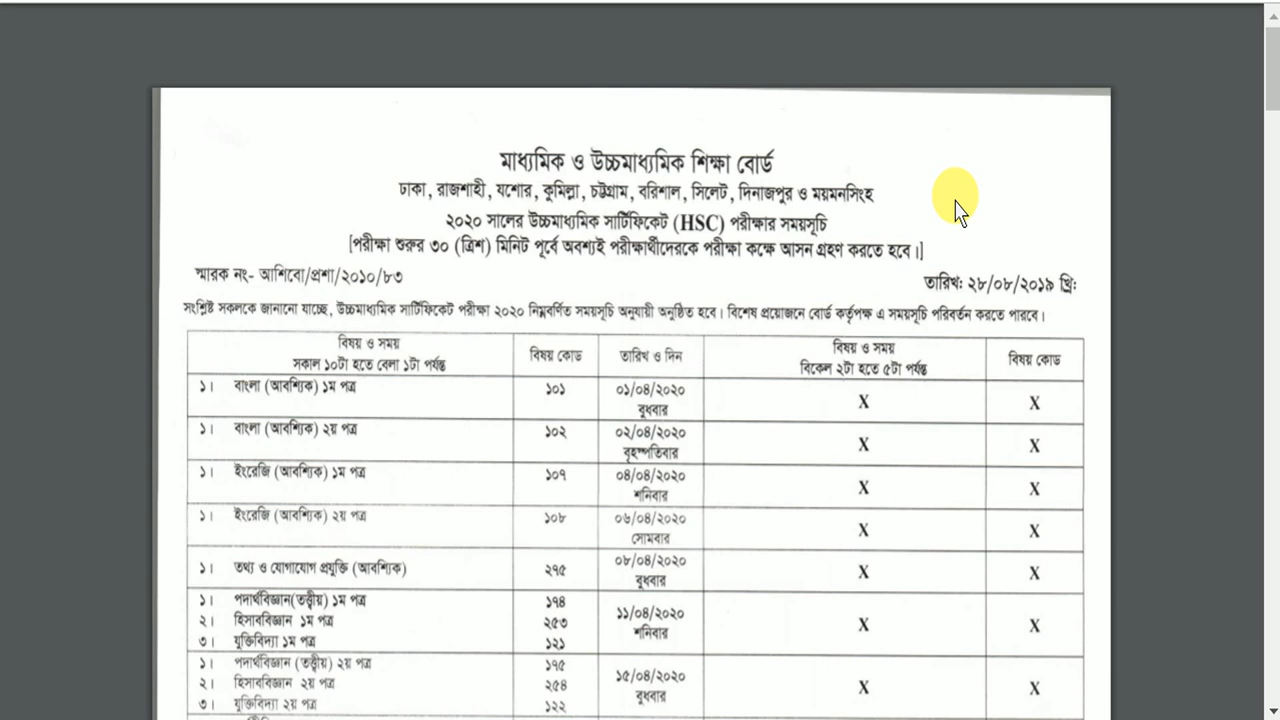 মাধ্যমিক ও উচ্চমাধ্যমিক শিক্ষা বোর্ড
ঢাকা, রাজশাহী, যশোর, কুমিল্লা, চট্টগ্রাম, বরিশাল, সিলেট, দিনাজপুর ও ময়মনসিংহ
২০২০ সালের উচ্চমাধ্যমিক সার্টিফিকেট (HSC) পরীক্ষার সময়সূচি
[পরীক্ষা শুরুর ৩০ (ত্রিশ) মিনিট পূর্বে অবশ্যই পরীক্ষার্থীদেরকে পরীক্ষা কক্ষে আসন গ্রহণ করতে হবে।]
স্মারক নং- আশিবো/প্রশা/২০১০/৮৩ তারিখ: ২৮/০৮/২০১৯ খ্রি:
সংশ্লিষ্ট সকলকে জানানো যাচ্ছে, উচ্চমাধ্যমিক সার্টিফিকেট পরীক্ষা ২০২০ নিম্নবর্ণিত সময়সূচি অনুযায়ী অনুষ্ঠিত হবে। বিশেষ প্রয়োজনে বোর্ড কর্তৃপক্ষ এ সময়সূচি পরিবর্তন করতে পারবে।
বিষয় ও সময় বিষয় কোড তারিখ ও দিন বিষয় ও সময় বিষয় কোড
সকাল ১০টা হতে বেলা ১টা পর্যন্ত বিকেল ২টা হতে ৫টা পর্যন্ত
১। বাংলা (আবশ্যিক) ১ম পত্র ১০১ ০১/০৪/২০২০ X X
বুধবার
১। বাংলা (আবশ্যিক) ২য় পত্র ১০২ ০২/০৪/২০২০ X X
বৃহস্পতিবার
১। ইংরেজি (আবশ্যিক) ১ম পত্র ১০৭ ০৪/০৪/২০২০ X X
শনিবার
১। ইংরেজি (আবশ্যিক) ২য় পত্র ১০৮ ০৬/০৪/২০২০ X X
সোমবার
১। তথ্য ও যোগাযোগ প্রযুক্তি (আবশ্যিক) ২৭৫ ০৮/০৪/২০২০ X X
বুধবার
১। পদার্থবিজ্ঞান(তত্ত্বীয়) ১ম পত্র ১৭৪ ১১/০৪/২০২০ X X
২। হিসাববিজ্ঞান ১ম পত্র ২৫৩ শনিবার
৩। যুক্তিবিদ্যা ১ম পত্র ১২১
১। পদার্থবিজ্ঞান (তত্ত্বীয়) ২য় পত্র ১৭৫ ১৫/০৪/২০২০ X X
২। হিসাববিজ্ঞান ২য় পত্র ২৫৪ বুধবার
৩। যুক্তিবিদ্যা ২য় পত্র ১২২